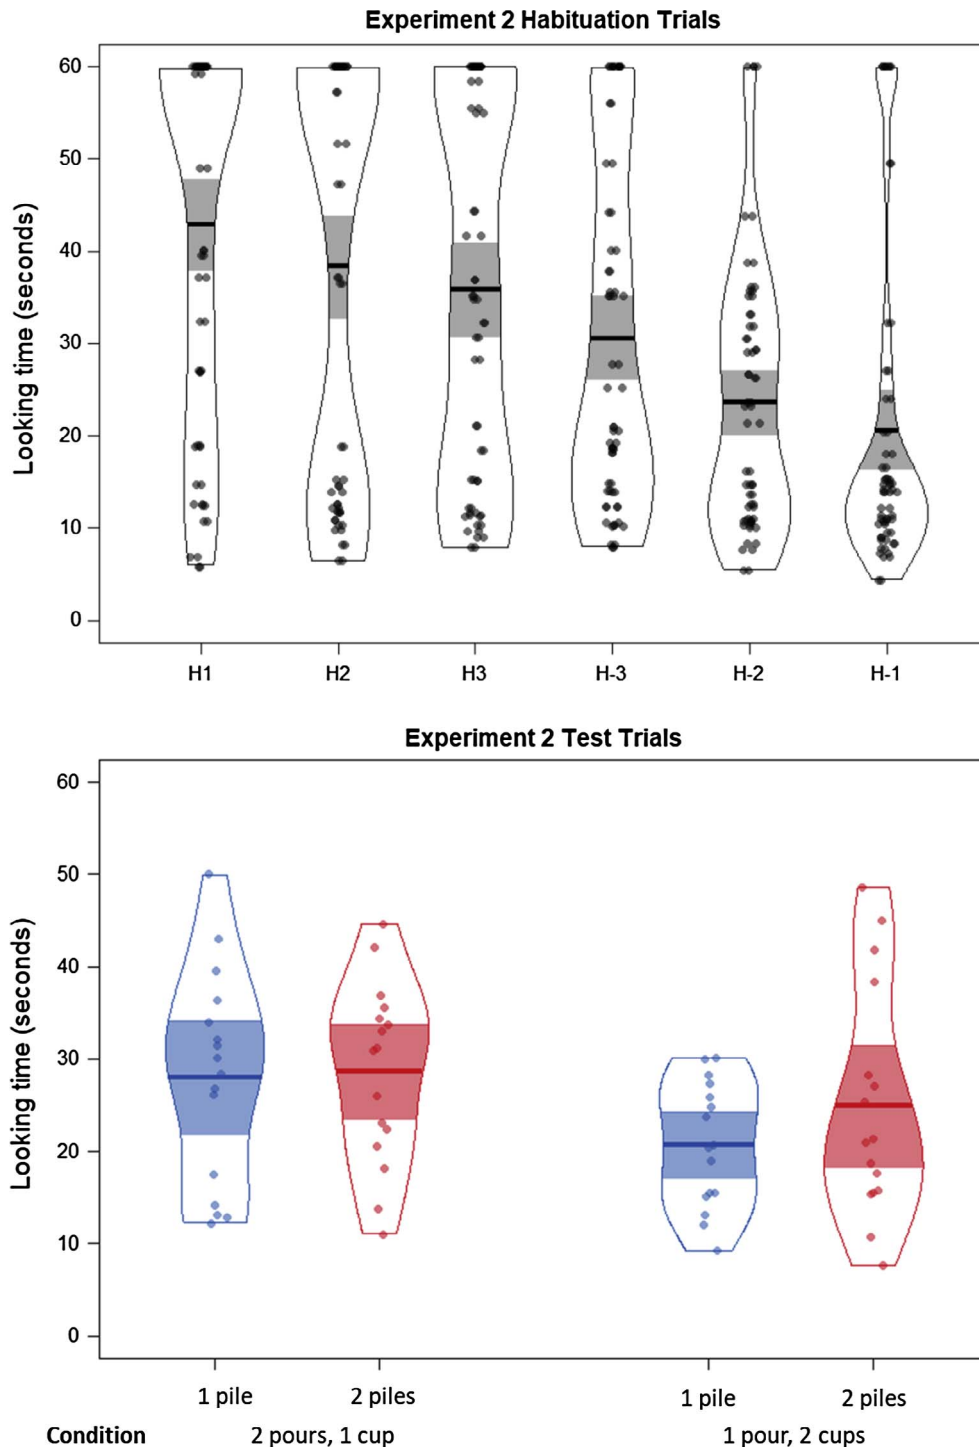 Experiment 2 Habituation Trials
60
50
40
30
20
10
0
Looking time (seconds)
H1 H2 H3 H-3 H-2 H-1
Experiment 2 Test Trials
60
50
40
30
20
10
0
Looking time (seconds)
1 pile 2 piles 1 pile 2 piles
Condition 2 pours, 1 cup 1 pour, 2 cups